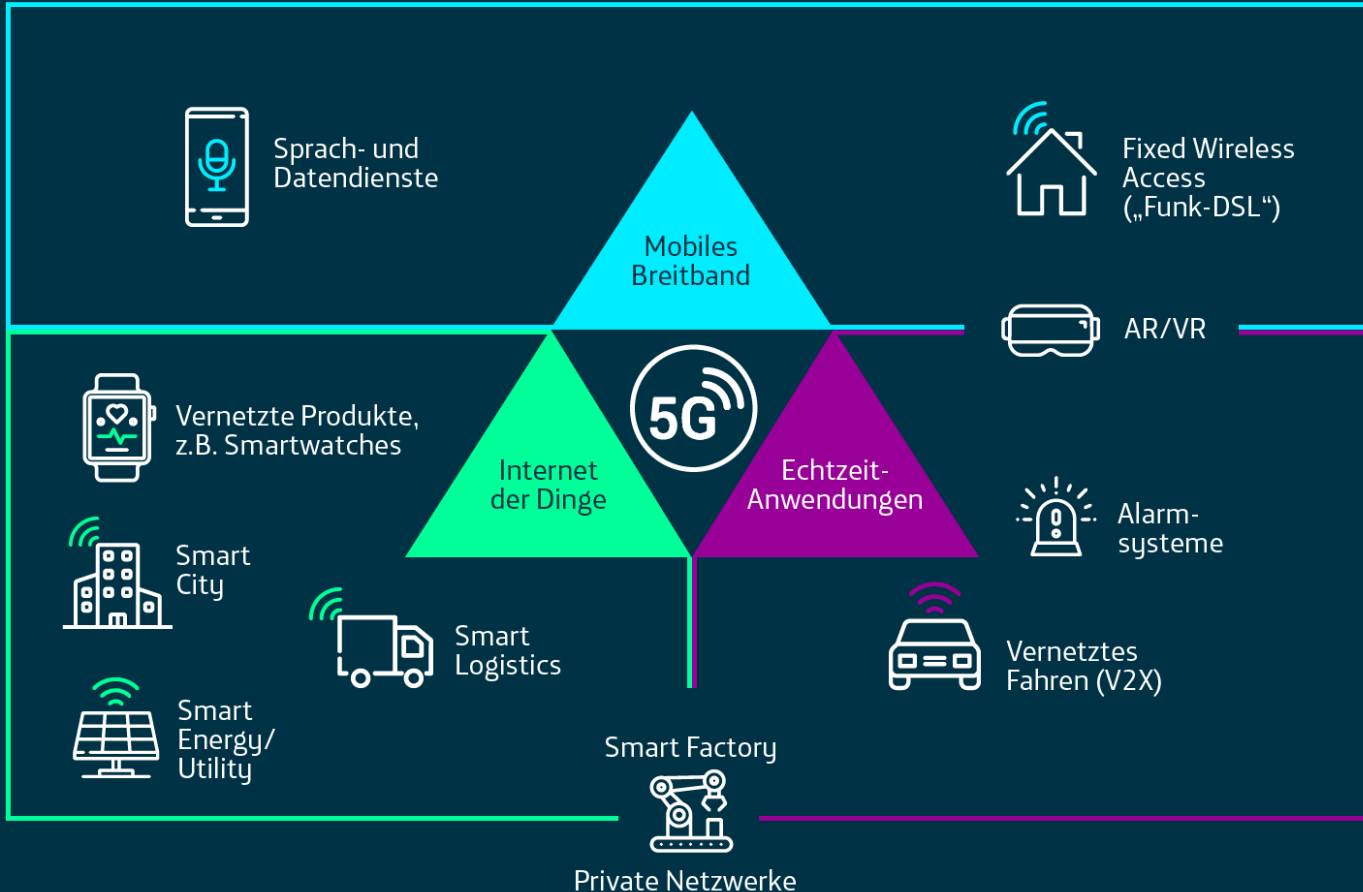 Sprach- und
Datendienste
Fixed Wireless
Access
(„Funk-DSL“)
Mobiles
Breitband
AR/VR
5G
Vernetzte Produkte,
z.B. Smartwatches
Internet
der Dinge
Echtzeit-
Anwendungen
Alarm-
systeme
Smart
City
Smart
Logistics
Vernetztes
Fahren (V2X)
Smart
Energy/
Utility
Smart Factory
Private Netzwerke